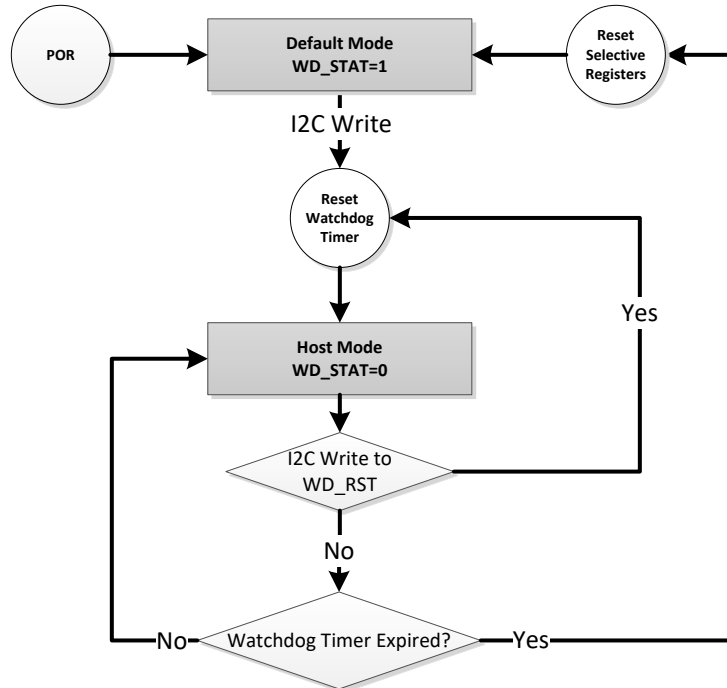 POR
Default Mode
WD_STAT=1
Reset
Selective
Registers
I2C Write
Reset
Watchdog
Timer
Yes
Host Mode
WD_STAT=0
I2C Write to
WD_RST
No
No
Watchdog Timer Expired?
Yes